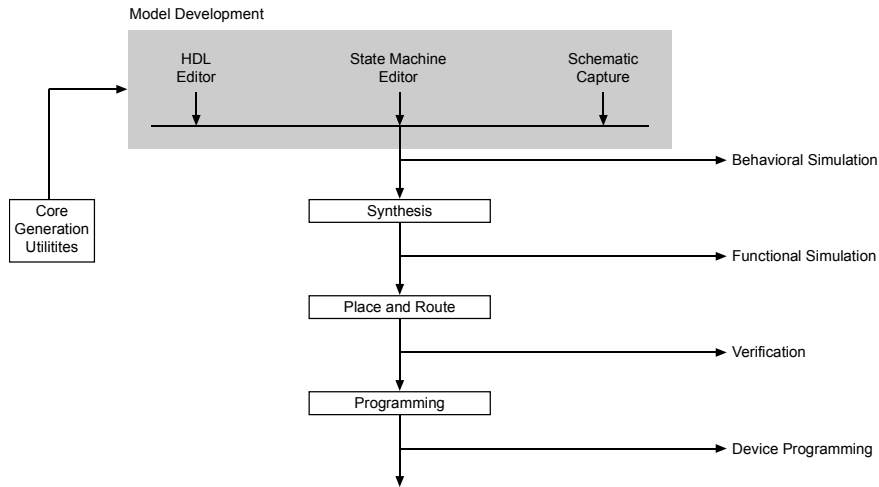 Model Development
HDL
Editor
State Machine
Editor
Schematic
Capture
Behavioral Simulation
Core
Generation
Utilitites
Synthesis
Functional Simulation
Place and Route
Verification
Programming
Device Programming